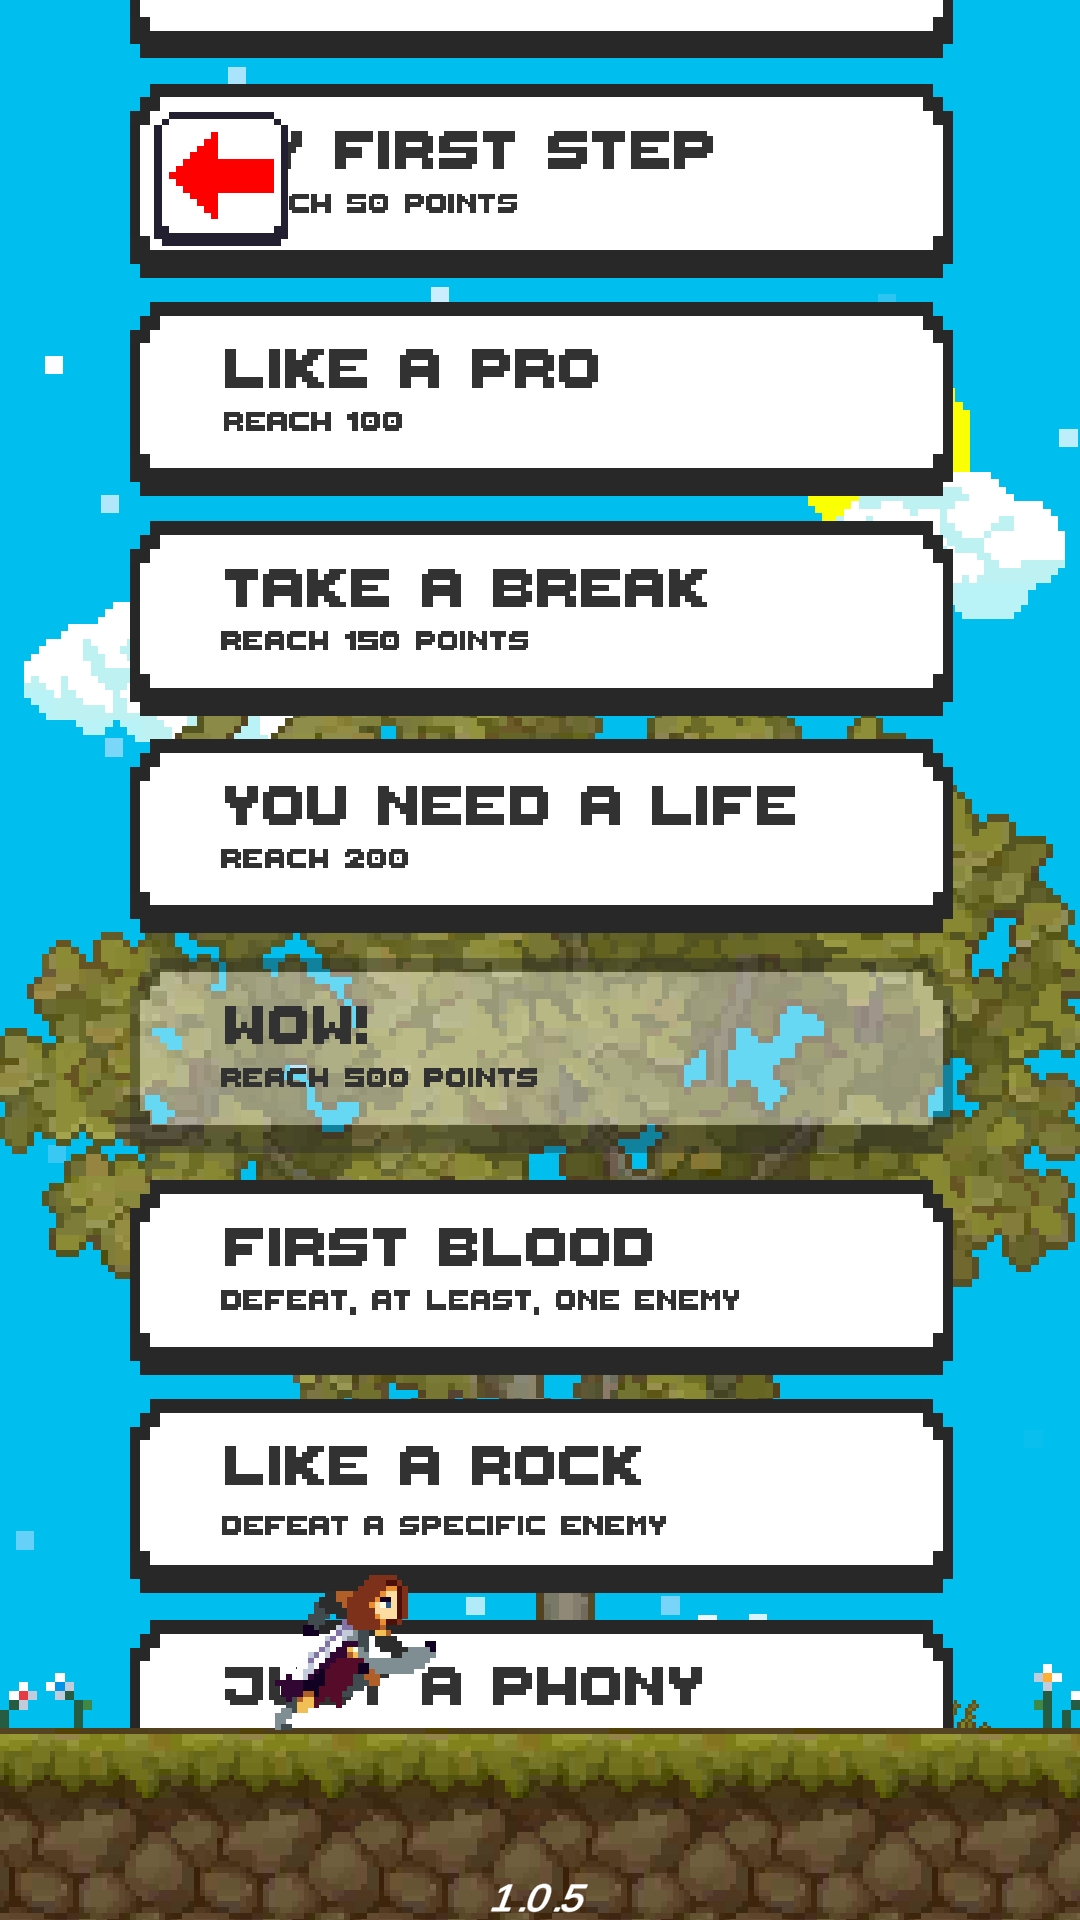 FIRST STEP
50 POINTS
LIKE A PRO
REACH 100
TAKE A BREAK
REACH 150 POINTS
YOU NEED A LIFE
REACH 200
WOW!
REACH 500 POINTS
FIRST BLOOD
DEFEAT, AT LEAST, ONE ENEMY
LIKE A ROCK
DEFEAT A SPECIFIC ENEMY
A PHONY
1.0.5